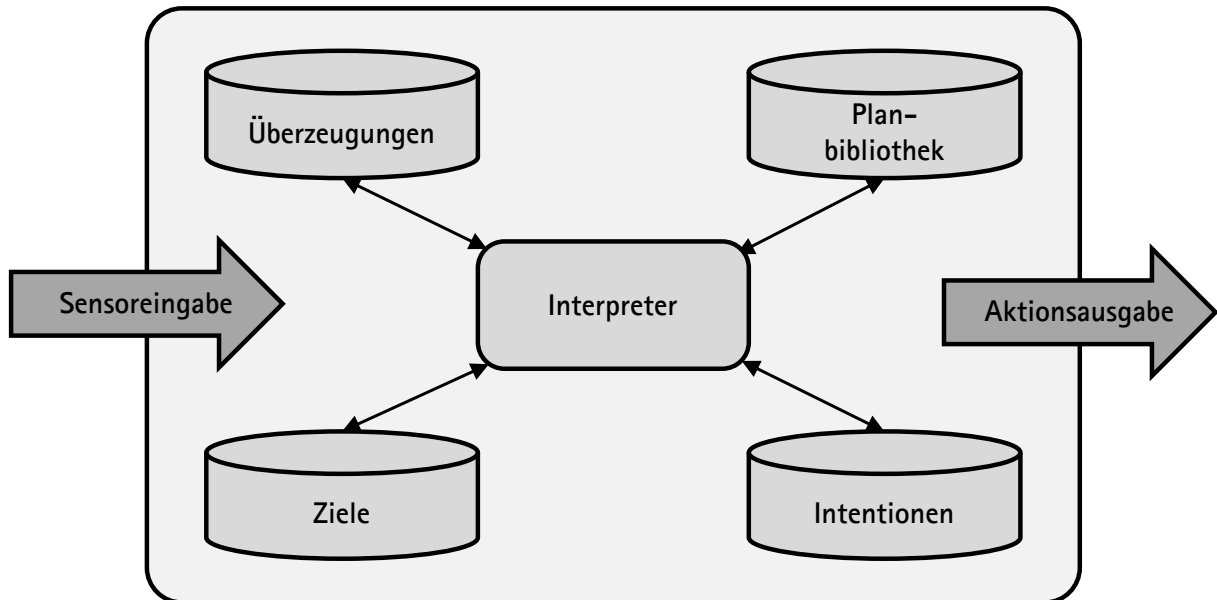 Überzeugungen
Plan-
bibliothek
Sensoreingabe
Interpreter
Aktionsausgabe
Ziele
Intentionen